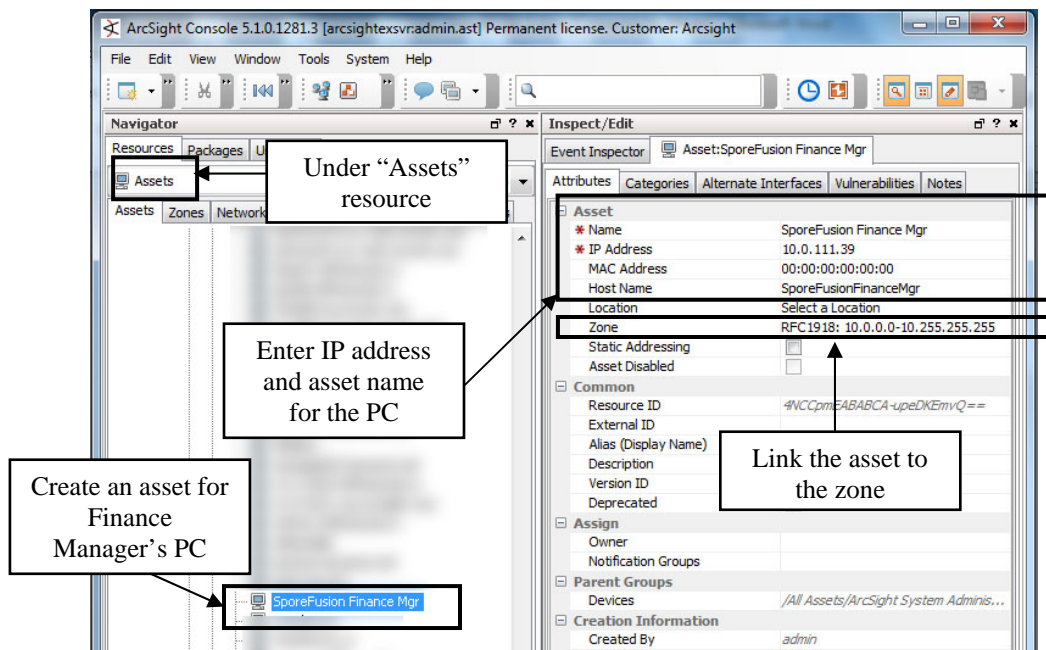 ArcSight Console 5.1.0.1281.3 [arcsightexsvr:admin.ast] Permanent license. Customer: Arcsight
File Edit View Window Tools System Help
Navigator
Resources Packages U
Assets
Assets Zones Network
Under “Assets”
resource
Enter IP address
and asset name
for the PC
Create an asset for
Finance
Manager’s PC
SporeFusion Finance Mgr
Inspect/Edit
Event Inspector Asset:SporeFusion Finance Mgr
Attributes Categories Alternate Interfaces Vulnerabilities Notes
Asset
* Name SporeFusion Finance Mgr
* IP Address 10.0.111.39
MAC Address 00:00:00:00:00:00
Host Name SporeFusionFinanceMgr
Location Select a Location
Zone RFC1918: 10.0.0.0-10.255.255.255
Static Addressing
Asset Disabled
Common
Resource ID 4NCCpmEABABCA-upeDKEmvQ==
External ID
Alias (Display Name)
Description
Version ID
Deprecated
Link the asset to
the zone
Assign
Owner
Notification Groups
Parent Groups
Devices /All Assets/ArcSight System Adminis...
Creation Information
Created By admin